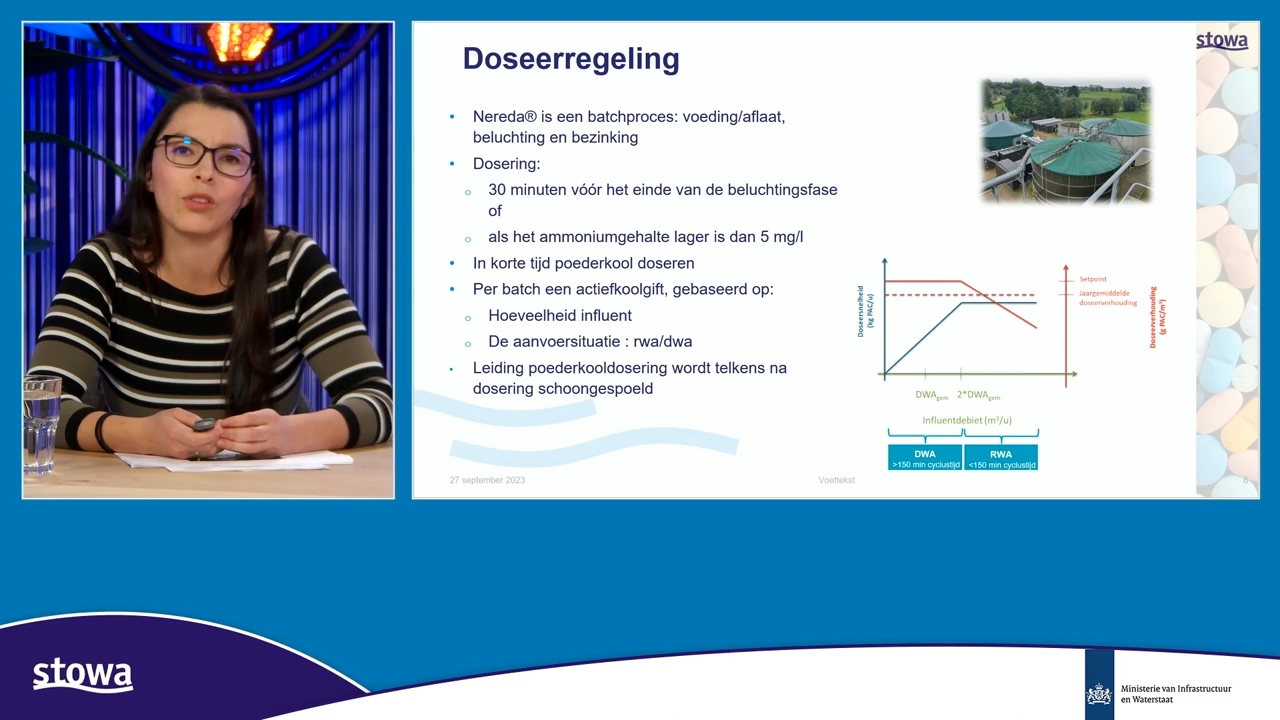 Doseerregeling
stowa
• Nereda® is een batchproces: voeding/aflaat,
beluchting en bezinking
• Dosering:
o 30 minuten vóór het einde van de beluchtingsfase
of
o als het ammoniumgehalte lager is dan 5 mg/l
• In korte tijd poederkool doseren
• Per batch een actiefkoolgift, gebaseerd op:
o Hoeveelheid influent
o De aanvoersituatie : rwa/dwa
• Leiding poederkooldosering wordt telkens na
dosering schoongespoeld
Doseersnelheid
(kg PAC/u)
Setpoint
Jaargemiddelde
doseerverhouding
Doseerverhouding
(g PAC/m³)
DWAgem 2*DWAgem
Influentdebiet (m³/u)
DWA
>150 min cyclustijd
RWA
<150 min cyclustijd
27 september 2023
Voettekst
stowa
Ministerie van Infrastructuur
en Waterstaat